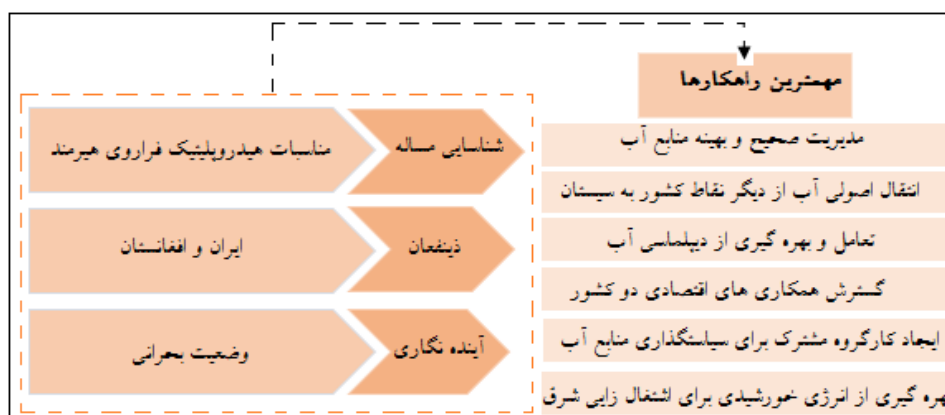 مهمترین راهکارها
مدیریت صحیح و بهینه منابع آب
انتقال اصولی آب از دیگر نقاط کشور به سیستان
تعامل و بهره گیری از دیپلماسی آب
گسترش همکاری های اقتصادی دو کشور
ایجاد کارگروه مشترک برای سیاستگذاری منابع آب
بهره گیری از انرژی خورشیدی برای اشتغال زایی شرق
شناسایی مساله
مناسبات هیدروپلیتیک فراروی هیرمند
ذینفعان
ایران و افغانستان
آینده نگاری
وضعیت بحرانی